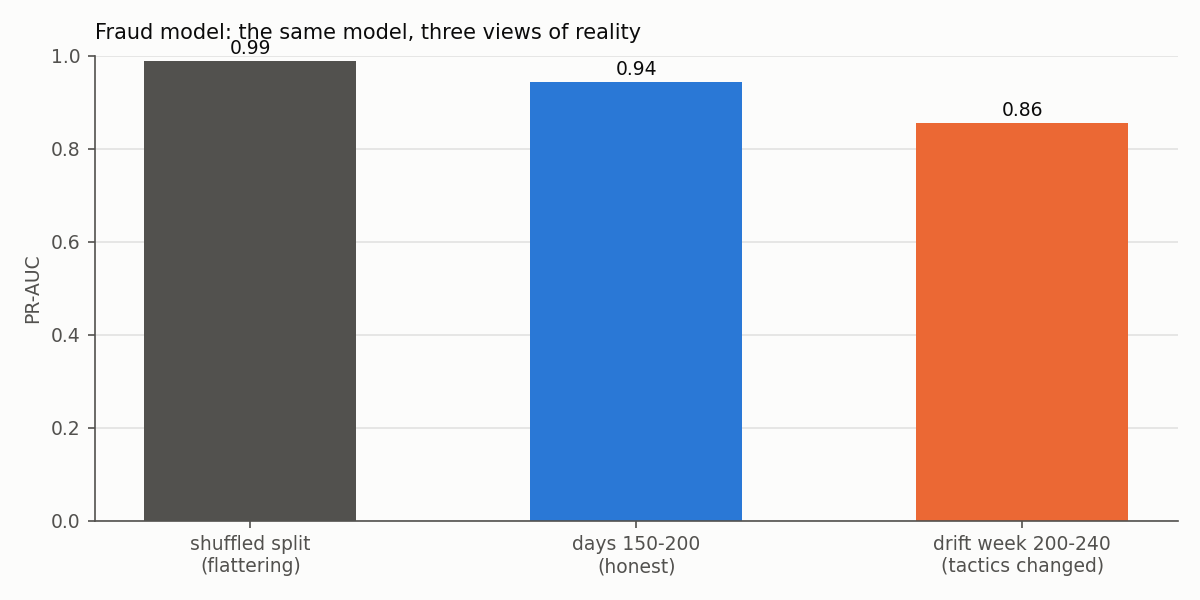 Fraud model: the same model, three views of reality
0.99
0.94
0.86
1.0
0.8
0.6
0.4
0.2
0.0
PR-AUC
shuffled split
(flattering)
days 150-200
(honest)
drift week 200-240
(tactics changed)